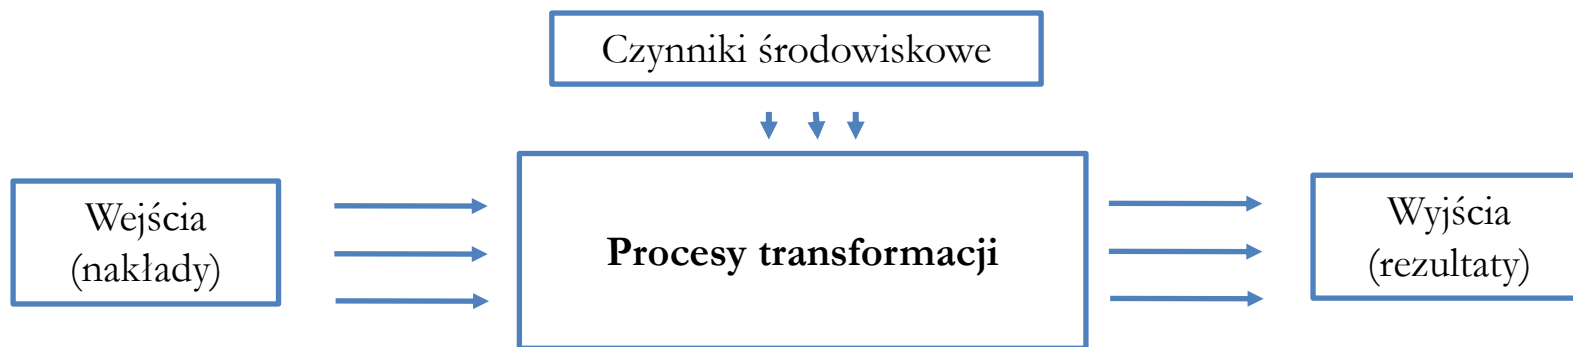 Czynniki środowiskowe
Wejścia
(nakłady)
Procesy transformacji
Wyjścia
(rezultaty)